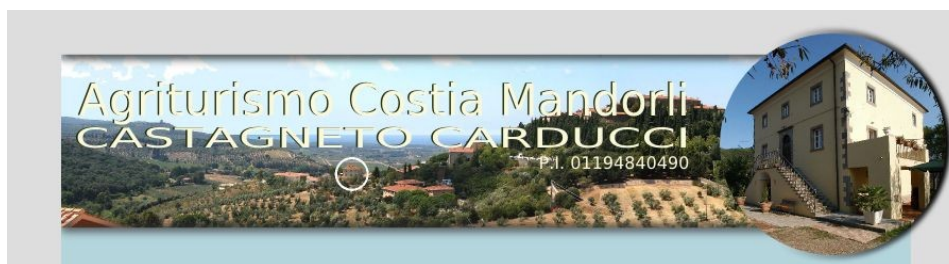 Agriturismo Costia Mandorli
CASTAGNETO CARDUCCI
P.I. 01194840490